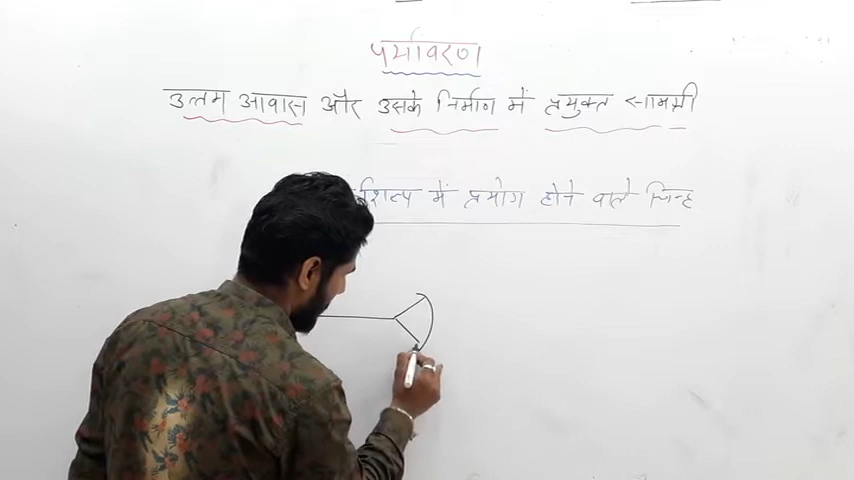 पर्यावरण
उत्तम आवास और उसके निर्माण में प्रयुक्त सामग्री
में प्रयोग होने वाले चिन्ह